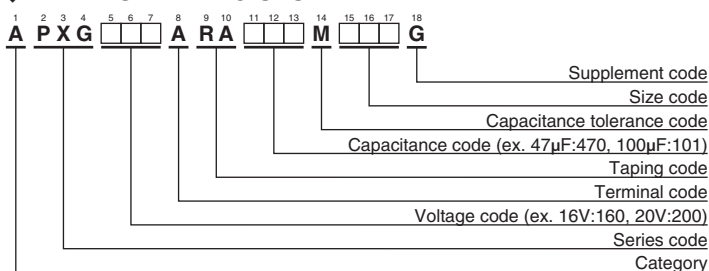 1 2 3 4 5 6 7 8 9 10 11 12 13 14 15 16 17 18
A PXG A RA M G
Supplement code
Size code
Capacitance tolerance code
Capacitance code (ex. 47µF:470, 100µF:101)
Taping code
Terminal code
Voltage code (ex. 16V:160, 20V:200)
Series code
Category